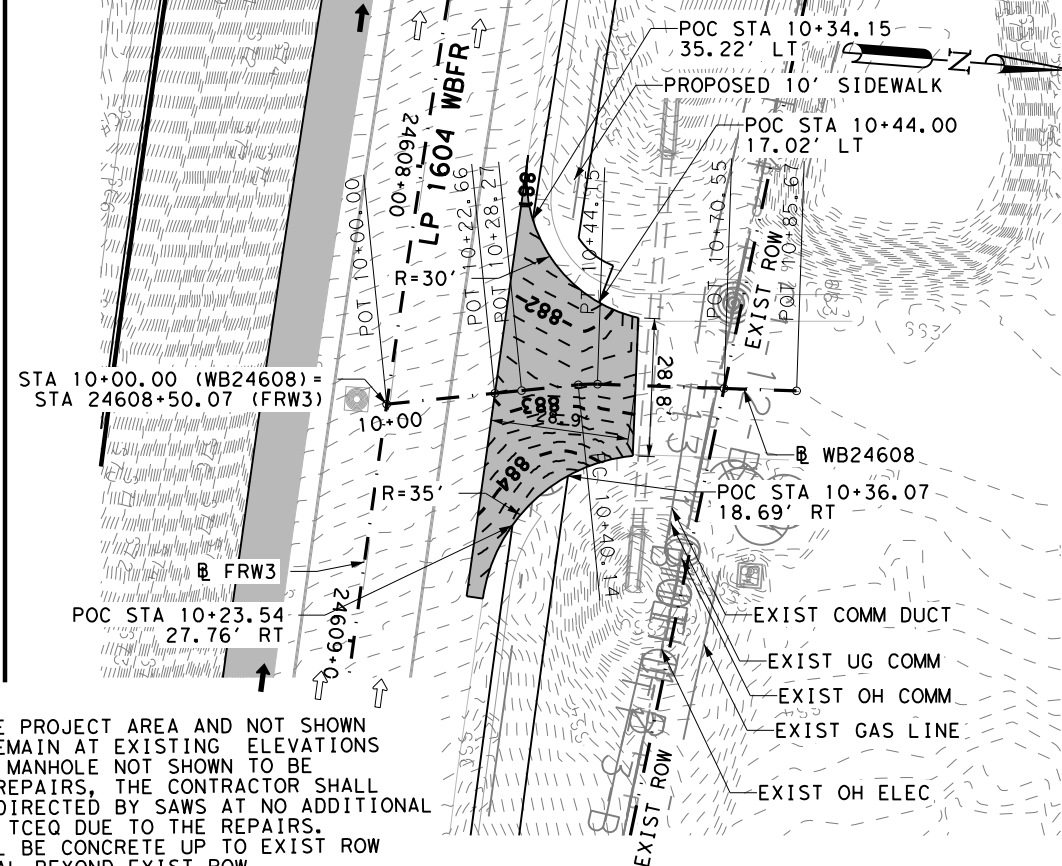 POC STA 10+34.15
35.22' LT
PROPOSED 10' SIDEWALK
POC STA 10+44.00
17.02' LT
N
24608+00
LP 1604 WBFR
POT 10+00.00
POT 10+22.66
POT 10+28.27
10+44.15
POT 10+70.55
POT 10+85.67
EXIST ROW
881
R=30'
882
STA 10+00.00 (WB24608)=
STA 24608+50.07 (FRW3)
10+00
883
28.8'
BL WB24608
884
R=35'
POC STA 10+36.07
18.69' RT
10+40.14
BL FRW3
POC STA 10+23.54
27.76' RT
EXIST COMM DUCT
EXIST UG COMM
EXIST OH COMM
EXIST GAS LINE
EXIST OH ELEC
EXIST ROW
E PROJECT AREA AND NOT SHOWN
EMAIN AT EXISTING ELEVATIONS
MANHOLE NOT SHOWN TO BE
REPAIRS, THE CONTRACTOR SHALL
DIRECTED BY SAWS AT NO ADDITIONAL
TCEQ DUE TO THE REPAIRS.
L BE CONCRETE UP TO EXIST ROW
AL BEYOND EXIST ROW